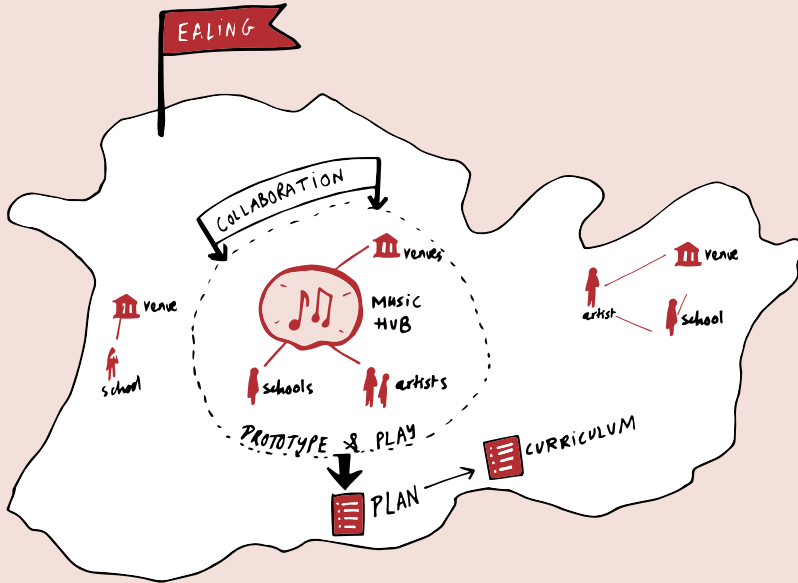 EALING
COLLABORATION
venues
MUSIC
HUB
schools
artists
PROTOTYPE & PLAY
venue
school
venue
artist
school
PLAN
CURRICULUM